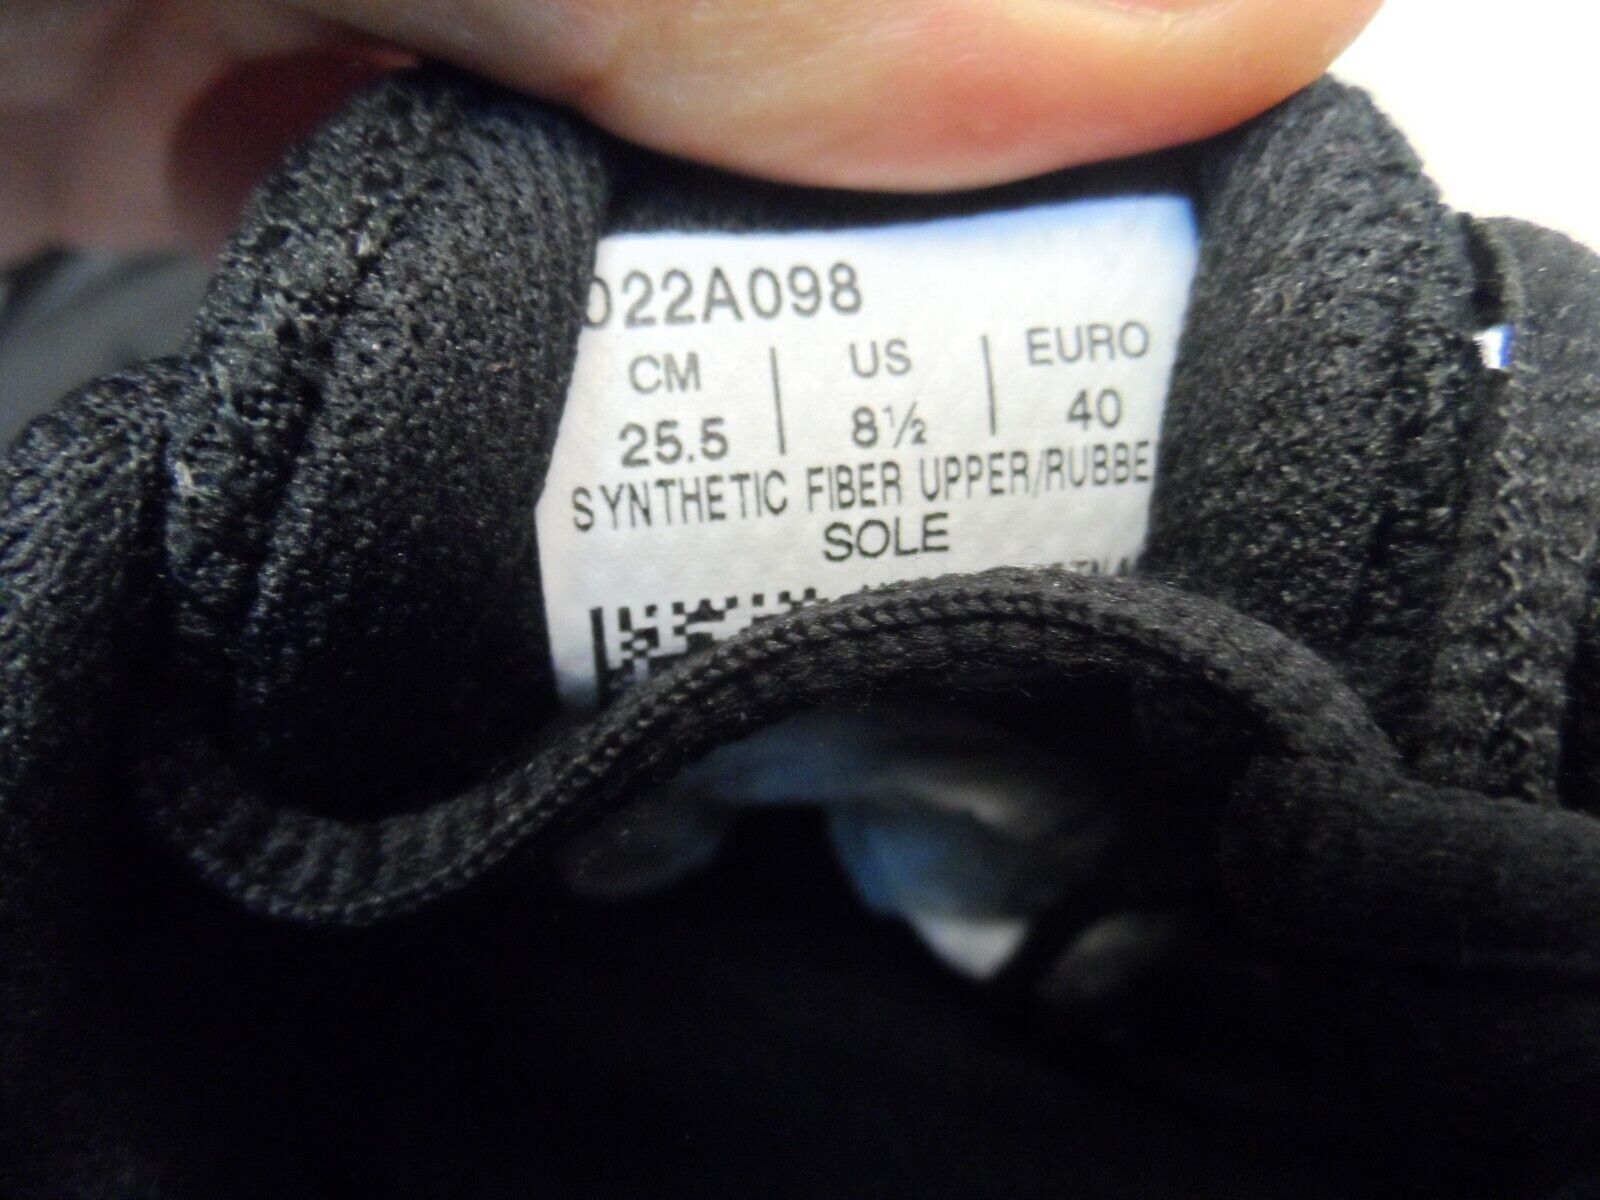 022A098
CM | US | EURO
25.5 | 8½ | 40
SYNTHETIC FIBER UPPER/RUBBE
SOLE